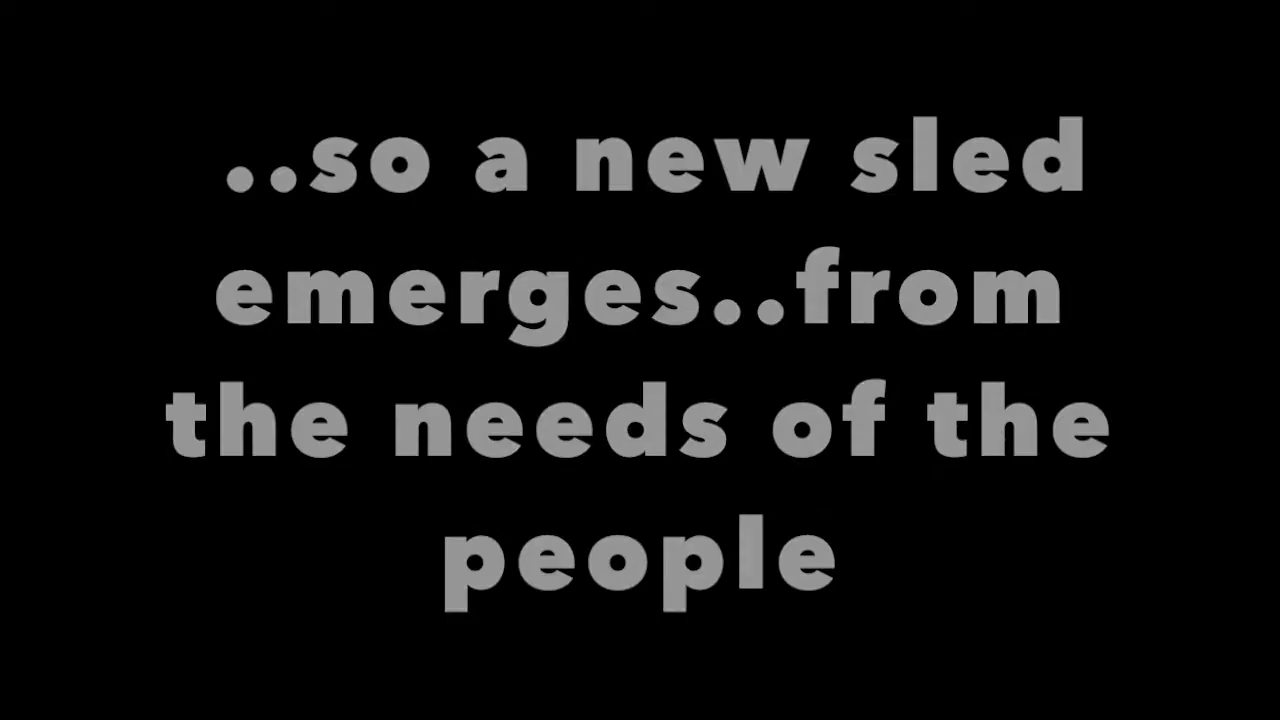 ..so a new sled
emerges..from
the needs of the
people